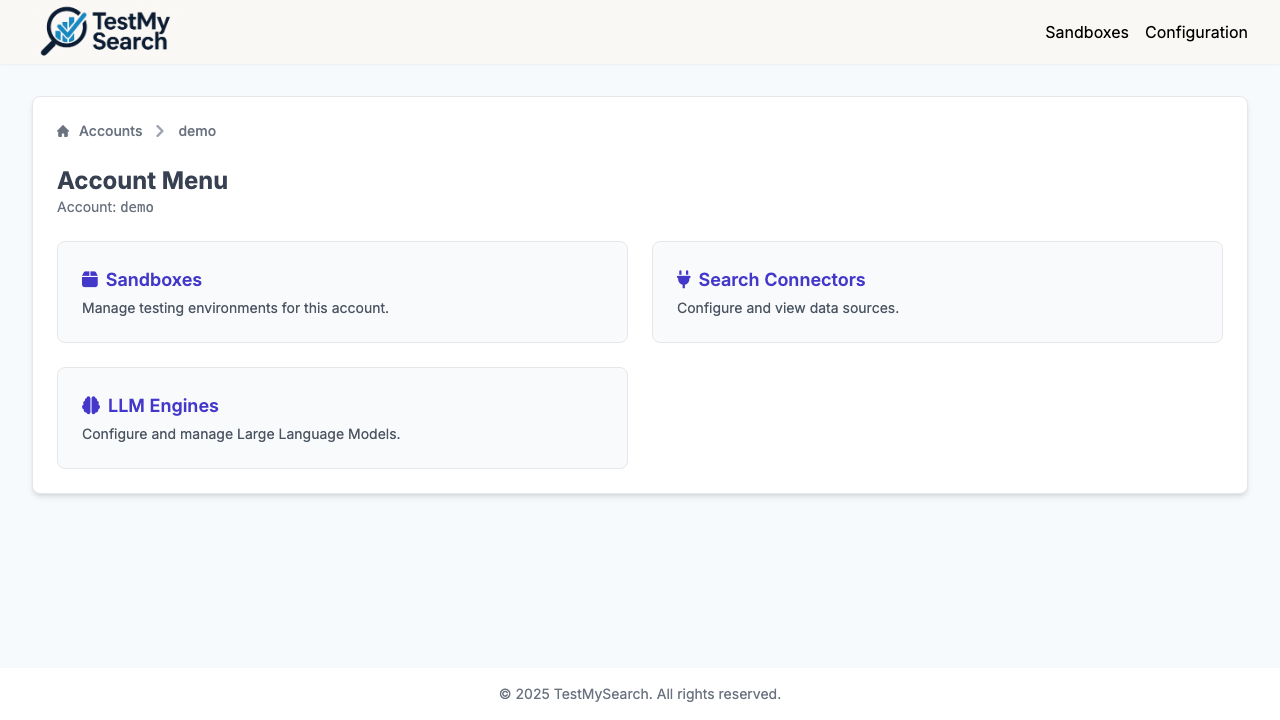 TestMy
Search
Sandboxes Configuration
Accounts demo
Account Menu
Account: demo
Sandboxes
Manage testing environments for this account.
Search Connectors
Configure and view data sources.
LLM Engines
Configure and manage Large Language Models.
© 2025 TestMySearch. All rights reserved.